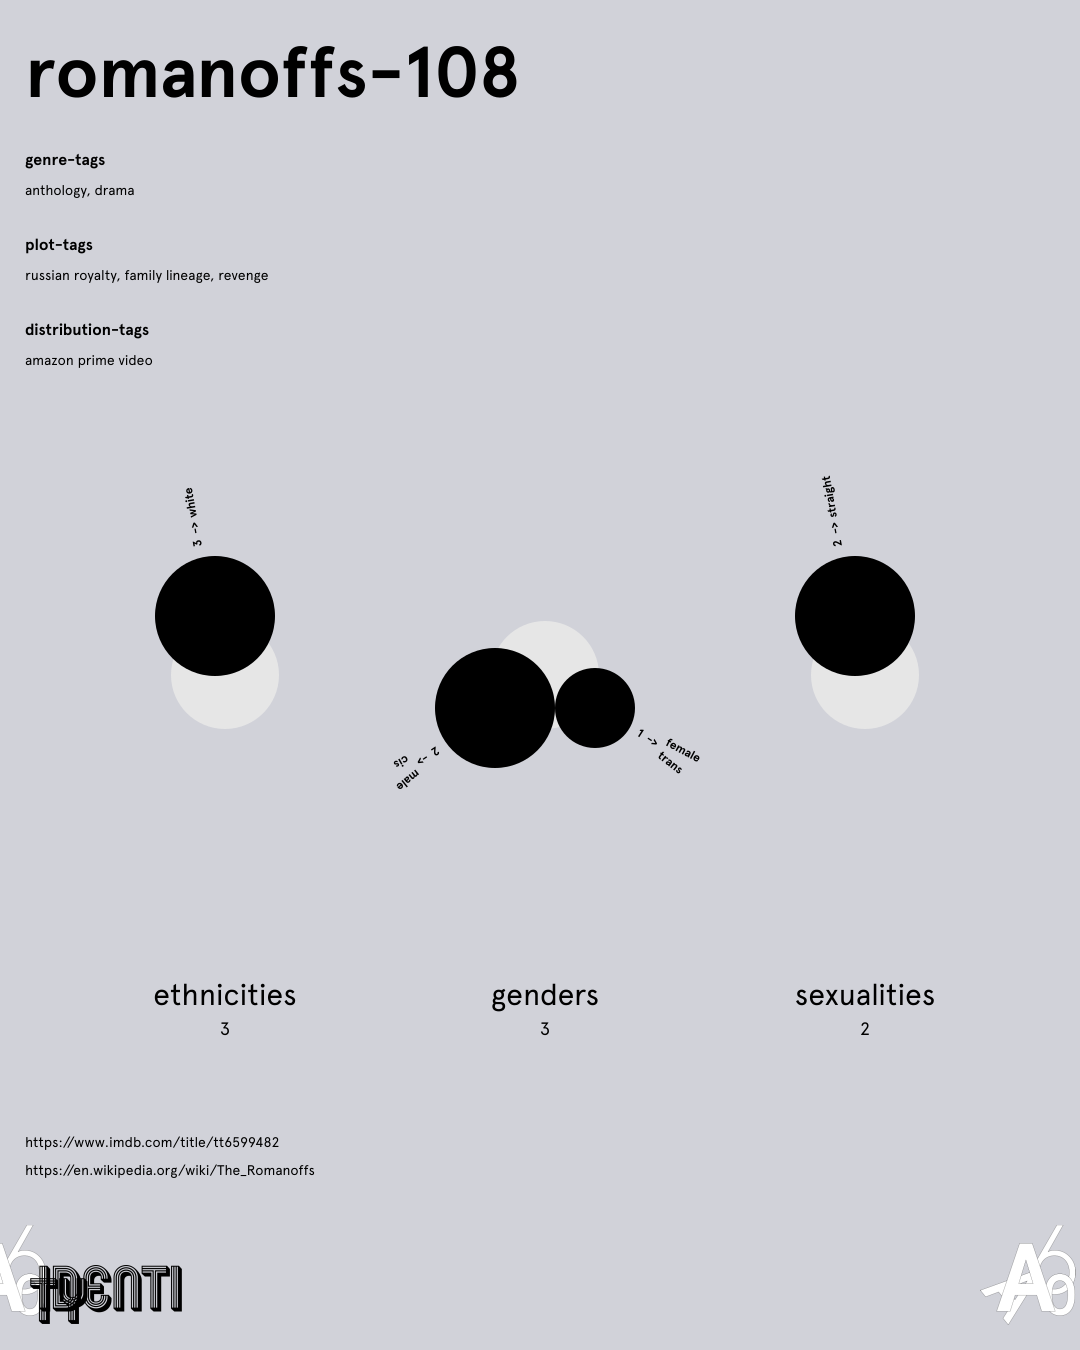 romanoffs-108
genre-tags
anthology, drama
plot-tags
russian royalty, family lineage, revenge
distribution-tags
amazon prime video
3 -> white
2 -> male
cis
1 -> female
trans
2 -> straight
ethnicities
3
genders
3
sexualities
2
https://www.imdb.com/title/tt6599482
https://en.wikipedia.org/wiki/The_Romanoffs
IDENTI